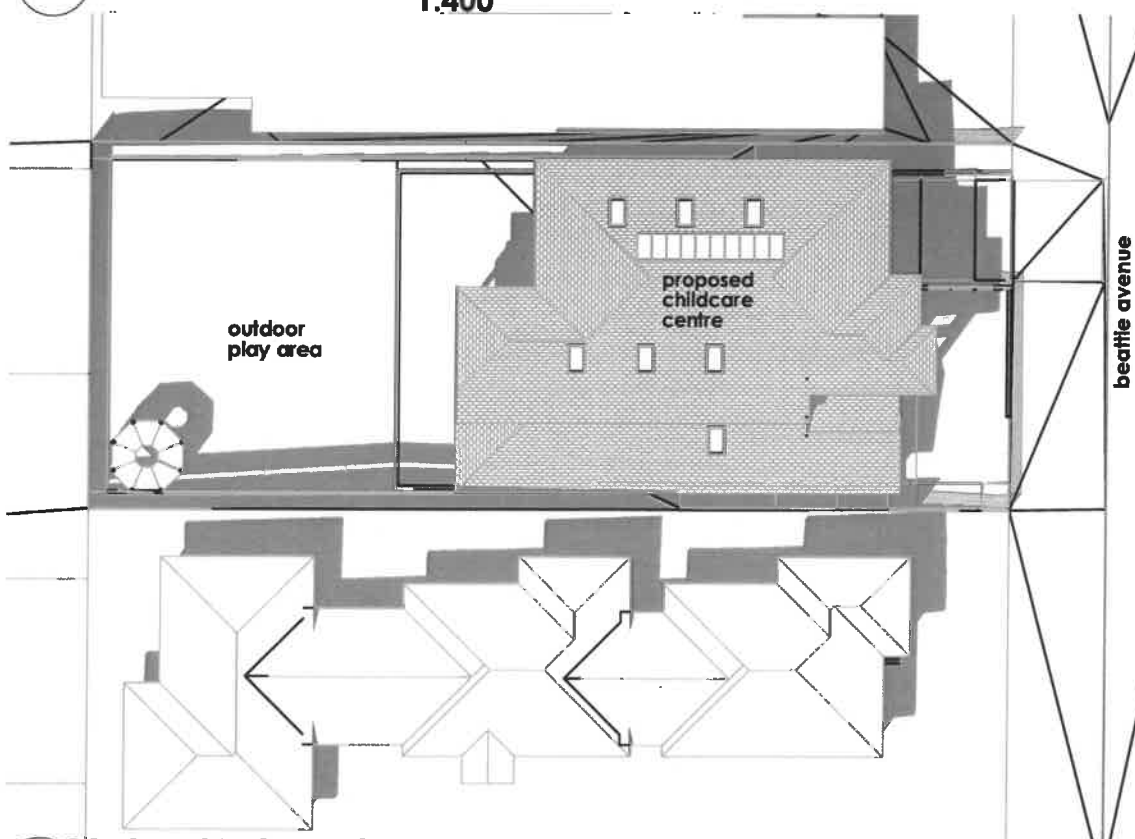 1:400
proposed
childcare
centre
outdoor
play area
beattie avenue